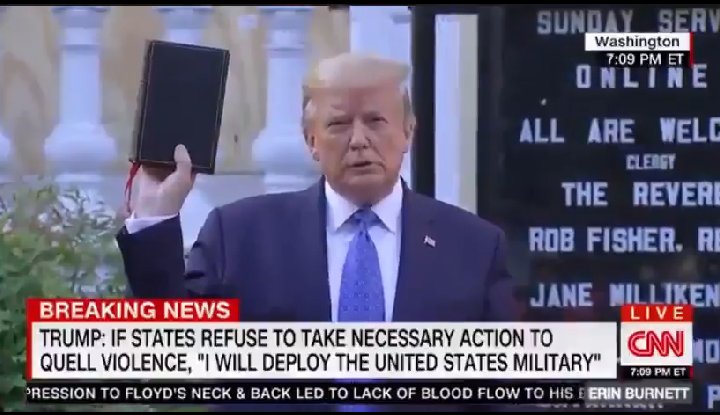 SUNDAY SERV
ONLINE
ALL ARE WELC
CLERGY
THE REVERE
ROB FISHER, RE
JANE MILLIKEN
Washington
7:09 PM ET
BREAKING NEWS
TRUMP: IF STATES REFUSE TO TAKE NECESSARY ACTION TO
QUELL VIOLENCE, "I WILL DEPLOY THE UNITED STATES MILITARY"
LIVE
CNN
7:09 PM ET
PRESSION TO FLOYD'S NECK & BACK LED TO LACK OF BLOOD FLOW TO HIS
ERIN BURNETT